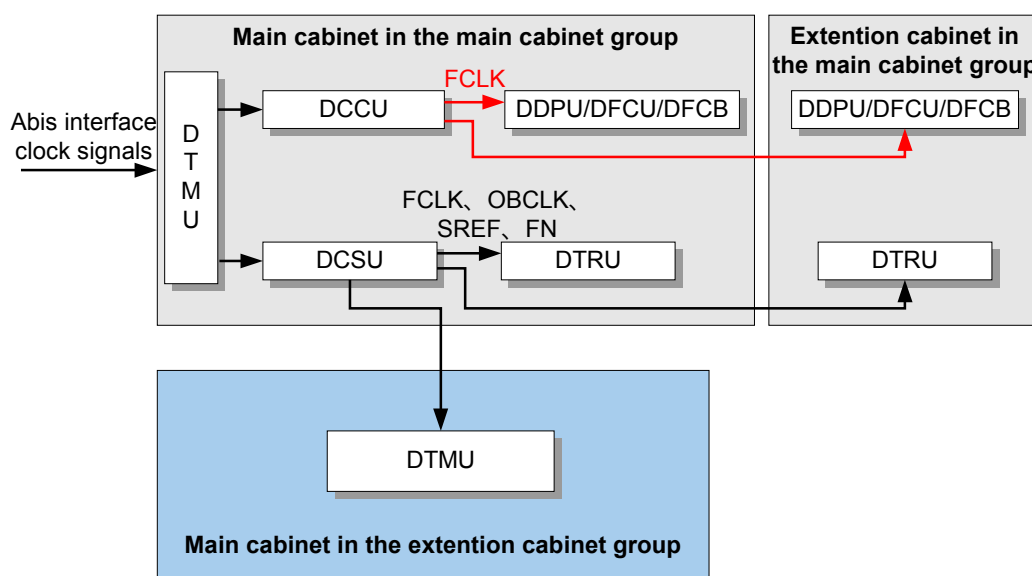 Main cabinet in the main cabinet group
Extention cabinet in
the main cabinet group
FCLK
DCCU
DDPU/DFCU/DFCB
DDPU/DFCU/DFCB
Abis interface
clock signals
D
T
M
U
FCLK、OBCLK、
SREF、FN
DCSU
DTRU
DTRU
DTMU
Main cabinet in the extention cabinet group